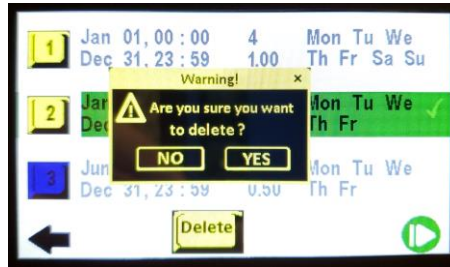 1 Jan 01, 00 : 00 4 Mon Tu We
Dec 31, 23 : 59 1.00 Th Fr Sa Su
Warning! ×
2 Jan Mon Tu We ✓
Dec Th Fr
Are you sure you want
to delete ?
NO YES
3 Jun Mon Tu We
Dec 31, 23 : 59 0.50 Th Fr
Delete